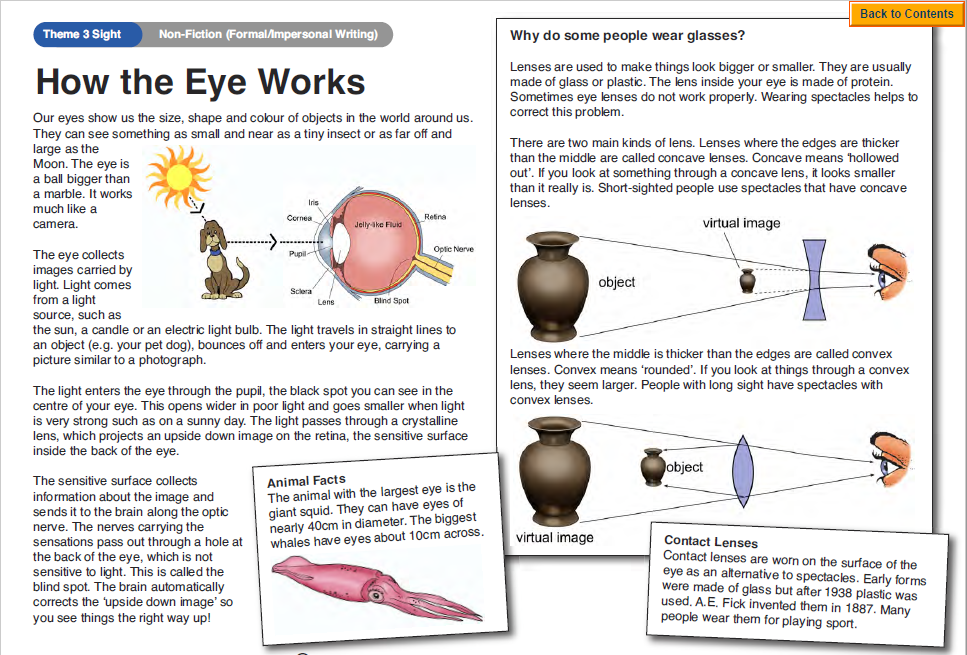 Back to Contents
Theme 3 Sight
Non-Fiction (Formal/Impersonal Writing)
How the Eye Works
Our eyes show us the size, shape and colour of objects in the world around us.
They can see something as small and near as a tiny insect or as far off and
large as the
Moon. The eye is
a ball bigger than
a marble. It works
much like a
camera.
The eye collects
images carried by
light. Light comes
from a light
source, such as
the sun, a candle or an electric light bulb. The light travels in straight lines to
an object (e.g. your pet dog), bounces off and enters your eye, carrying a
picture similar to a photograph.
Iris
Cornea
Pupil
Sclera
Lens
Jelly-like Fluid
Retina
Optic Nerve
Blind Spot
The light enters the eye through the pupil, the black spot you can see in the
centre of your eye. This opens wider in poor light and goes smaller when light
is very strong such as on a sunny day. The light passes through a crystalline
lens, which projects an upside down image on the retina, the sensitive surface
inside the back of the eye.
The sensitive surface collects
information about the image and
sends it to the brain along the optic
nerve. The nerves carrying the
sensations pass out through a hole at
the back of the eye, which is not
sensitive to light. This is called the
blind spot. The brain automatically
corrects the ‘upside down image’ so
you see things the right way up!
Animal Facts
The animal with the largest eye is the
giant squid. They can have eyes of
nearly 40cm in diameter. The biggest
whales have eyes about 10cm across.
Why do some people wear glasses?
Lenses are used to make things look bigger or smaller. They are usually
made of glass or plastic. The lens inside your eye is made of protein.
Sometimes eye lenses do not work properly. Wearing spectacles helps to
correct this problem.
There are two main kinds of lens. Lenses where the edges are thicker
than the middle are called concave lenses. Concave means ‘hollowed
out’. If you look at something through a concave lens, it looks smaller
than it really is. Short-sighted people use spectacles that have concave
lenses.
virtual image
object
Lenses where the middle is thicker than the edges are called convex
lenses. Convex means ‘rounded’. If you look at things through a convex
lens, they seem larger. People with long sight have spectacles with
convex lenses.
object
virtual image
Contact Lenses
Contact lenses are worn on the surface of the
eye as an alternative to spectacles. Early forms
were made of glass but after 1938 plastic was
used. A.E. Fick invented them in 1887. Many
people wear them for playing sport.